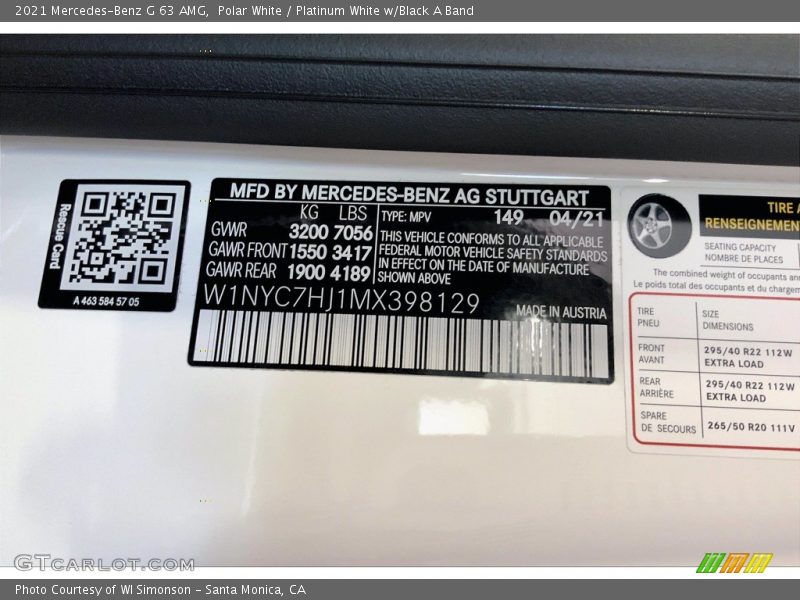 2021 Mercedes-Benz G 63 AMG, Polar White / Platinum White w/Black A Band
Rescue Card
A 463 584 57 05
MFD BY MERCEDES-BENZ AG STUTTGART
KG LBS
GVWR 3200 7056
GAWR FRONT 1550 3417
GAWR REAR 1900 4189
TYPE: MPV 149 04/21
THIS VEHICLE CONFORMS TO ALL APPLICABLE
FEDERAL MOTOR VEHICLE SAFETY STANDARDS
IN EFFECT ON THE DATE OF MANUFACTURE
SHOWN ABOVE
W1NYC7HJ1MX398129
MADE IN AUSTRIA
TIRE
RENSEIGNEMEN
SEATING CAPACITY
NOMBRE DE PLACES
The combined weight of occupants an
Le poids total des occupants et du charge
TIRE
PNEU
SIZE
DIMENSIONS
FRONT
AVANT
295/40 R22 112W
EXTRA LOAD
REAR
ARRIÈRE
295/40 R22 112W
EXTRA LOAD
SPARE
DE SECOURS
265/50 R20 111V
GTCARLOT.COM
Photo Courtesy of WI Simonson - Santa Monica, CA